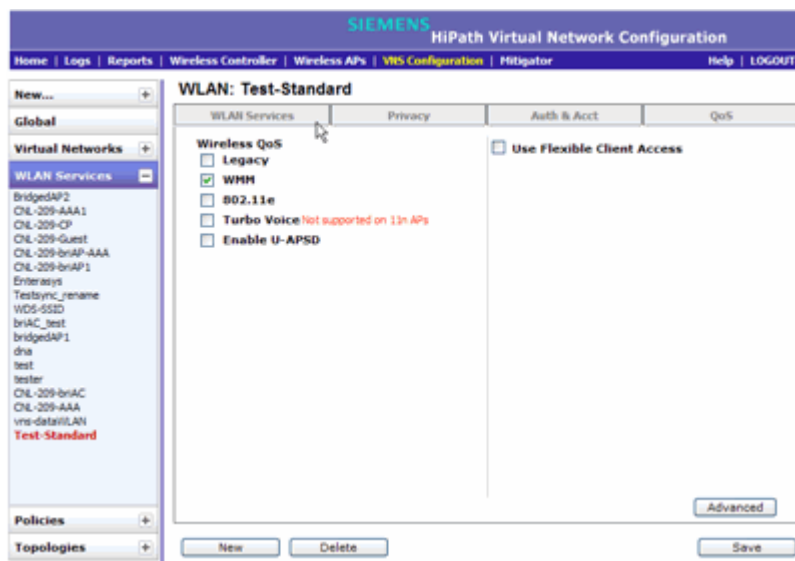 SIEMENS
HiPath Virtual Network Configuration
Home | Logs | Reports | Wireless Controller | Wireless APs | VNS Configuration | Mitigator Help | LOGOUT
New...
Global
Virtual Networks
WLAN Services
BridgedAP2
CNL-209-AAA1
CNL-209-CP
CNL-209-Guest
CNL-209-briAP-AAA
CNL-209-briAP1
Enterasys
Testsync_rename
WDS-SSID
briAC_test
bridgedAP1
dna
test
tester
CNL-209-briAC
CNL-209-AAA
vns-dataWLAN
Test-Standard
Policies
Topologies
WLAN: Test-Standard
WLAN Services Privacy Auth & Acct QoS
Wireless QoS
Legacy
WMM
802.11e
Turbo Voice Not supported on 11n APs
Enable U-APSD
Use Flexible Client Access
Advanced
New Delete Save